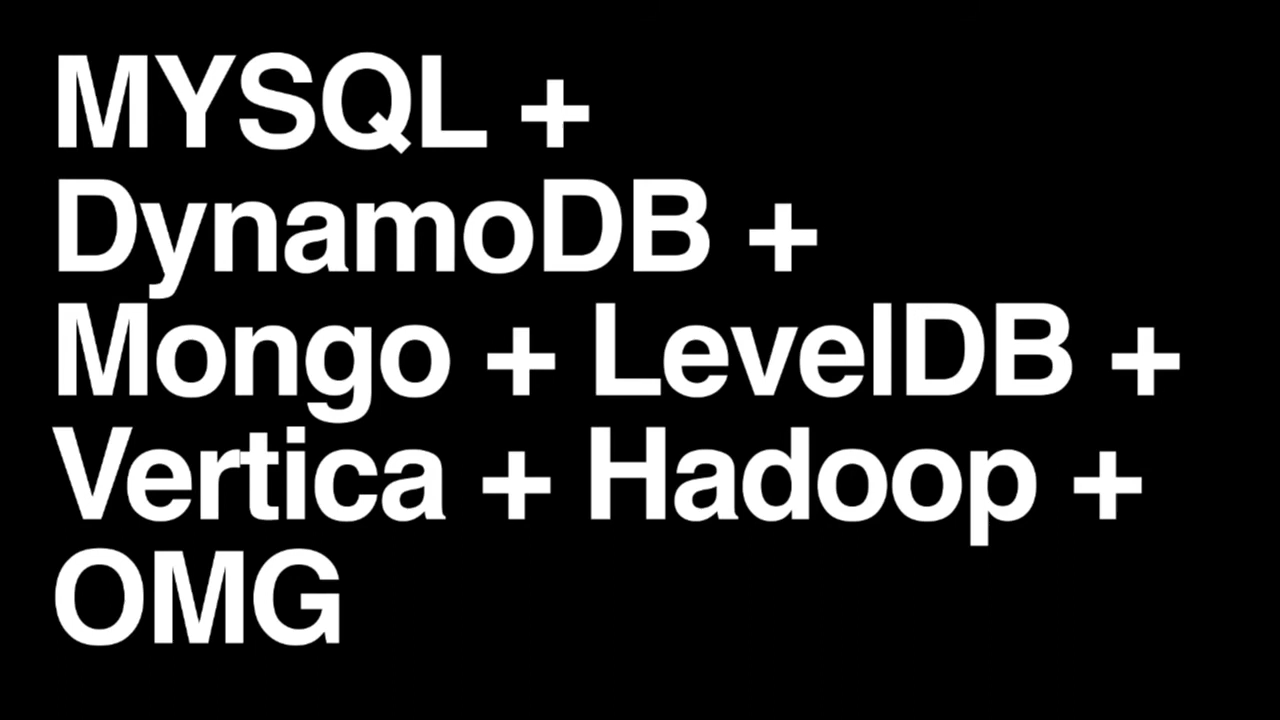 MYSQL +
DynamoDB +
Mongo + LevelDB +
Vertica + Hadoop +
OMG